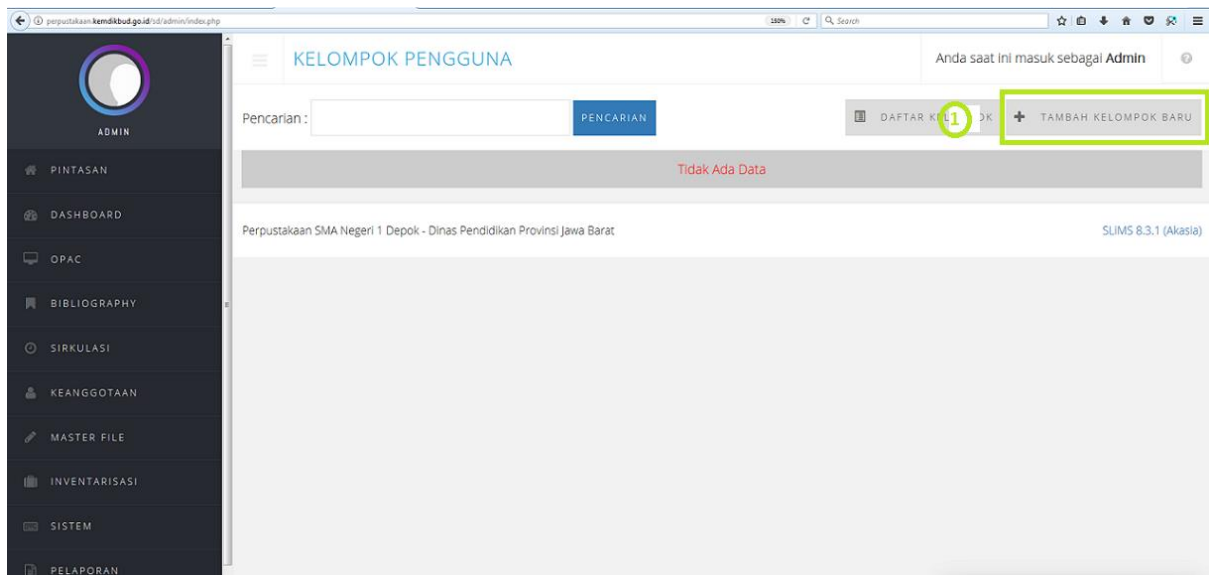 perpustakaan.kemdikbud.go.id/sd/admin/index.php
150%
Search
ADMIN
PINTASAN
DASHBOARD
OPAC
BIBLIOGRAPHY
SIRKULASI
KEANGGOTAAN
MASTER FILE
INVENTARISASI
SISTEM
PELAPORAN
KELOMPOK PENGGUNA
Anda saat ini masuk sebagai Admin
Pencarian :
PENCARIAN
DAFTAR
1
TAMBAH KELOMPOK BARU
Tidak Ada Data
Perpustakaan SMA Negeri 1 Depok - Dinas Pendidikan Provinsi Jawa Barat
SLIMS 8.3.1 (Akasia)